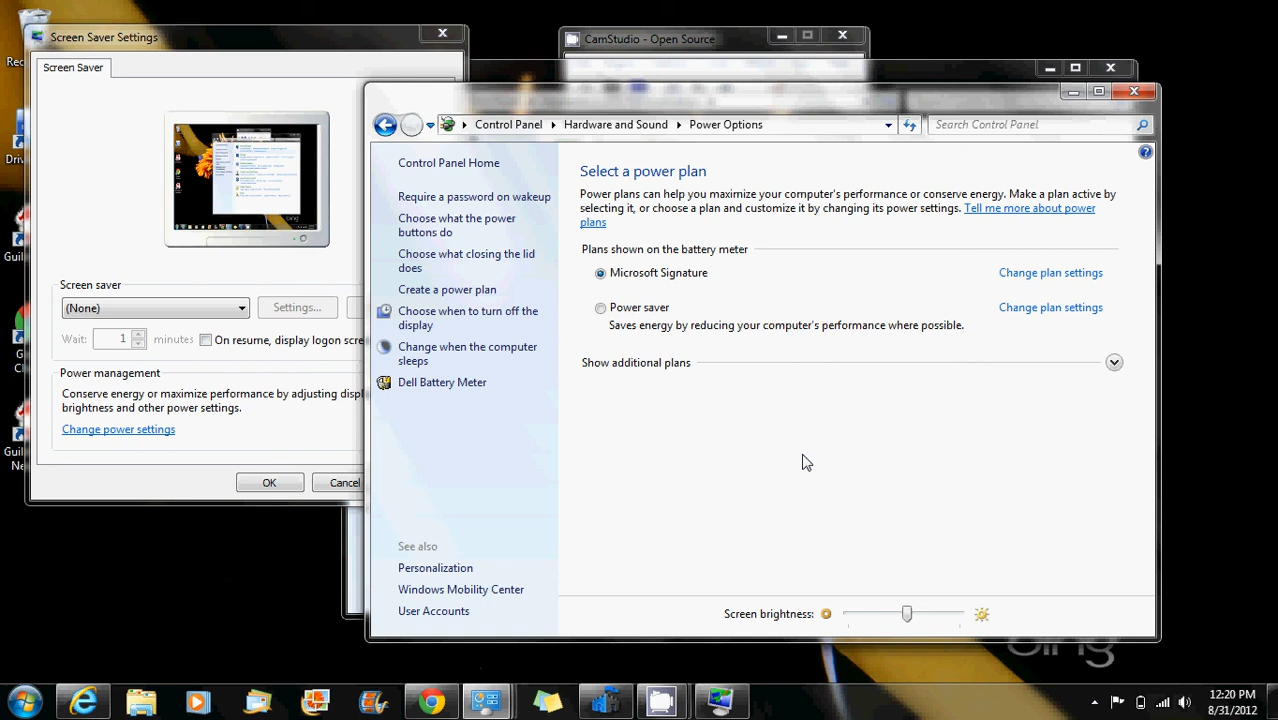 Screen Saver Settings
Screen Saver
Screen saver
(None)
Settings...
Wait:
1
minutes
On resume, display logon scre
Power management
Conserve energy or maximize performance by adjusting displ
brightness and other power settings.
Change power settings
OK
Cancel
CamStudio - Open Source
Control Panel
Hardware and Sound
Power Options
Search Control Panel
Control Panel Home
Require a password on wakeup
Choose what the power
buttons do
Choose what closing the lid
does
Create a power plan
Choose when to turn off the
display
Change when the computer
sleeps
Dell Battery Meter
See also
Personalization
Windows Mobility Center
User Accounts
Select a power plan
Power plans can help you maximize your computer's performance or conserve energy. Make a plan active by
selecting it, or choose a plan and customize it by changing its power settings. Tell me more about power
plans
Plans shown on the battery meter
Microsoft Signature
Change plan settings
Power saver
Change plan settings
Saves energy by reducing your computer's performance where possible.
Show additional plans
Screen brightness:
Rec
Driv
Guil
G
Cl
Guil
Ne
bing
12:20 PM
8/31/2012